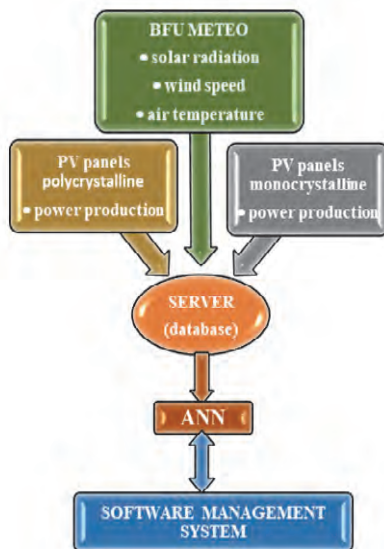 BFU METEO
• solar radiation
• wind speed
• air temperature
PV panels
polycrystalline
• power production
PV panels
monocrystalline
• power production
SERVER
(database)
ANN
SOFTWARE MANAGEMENT
SYSTEM